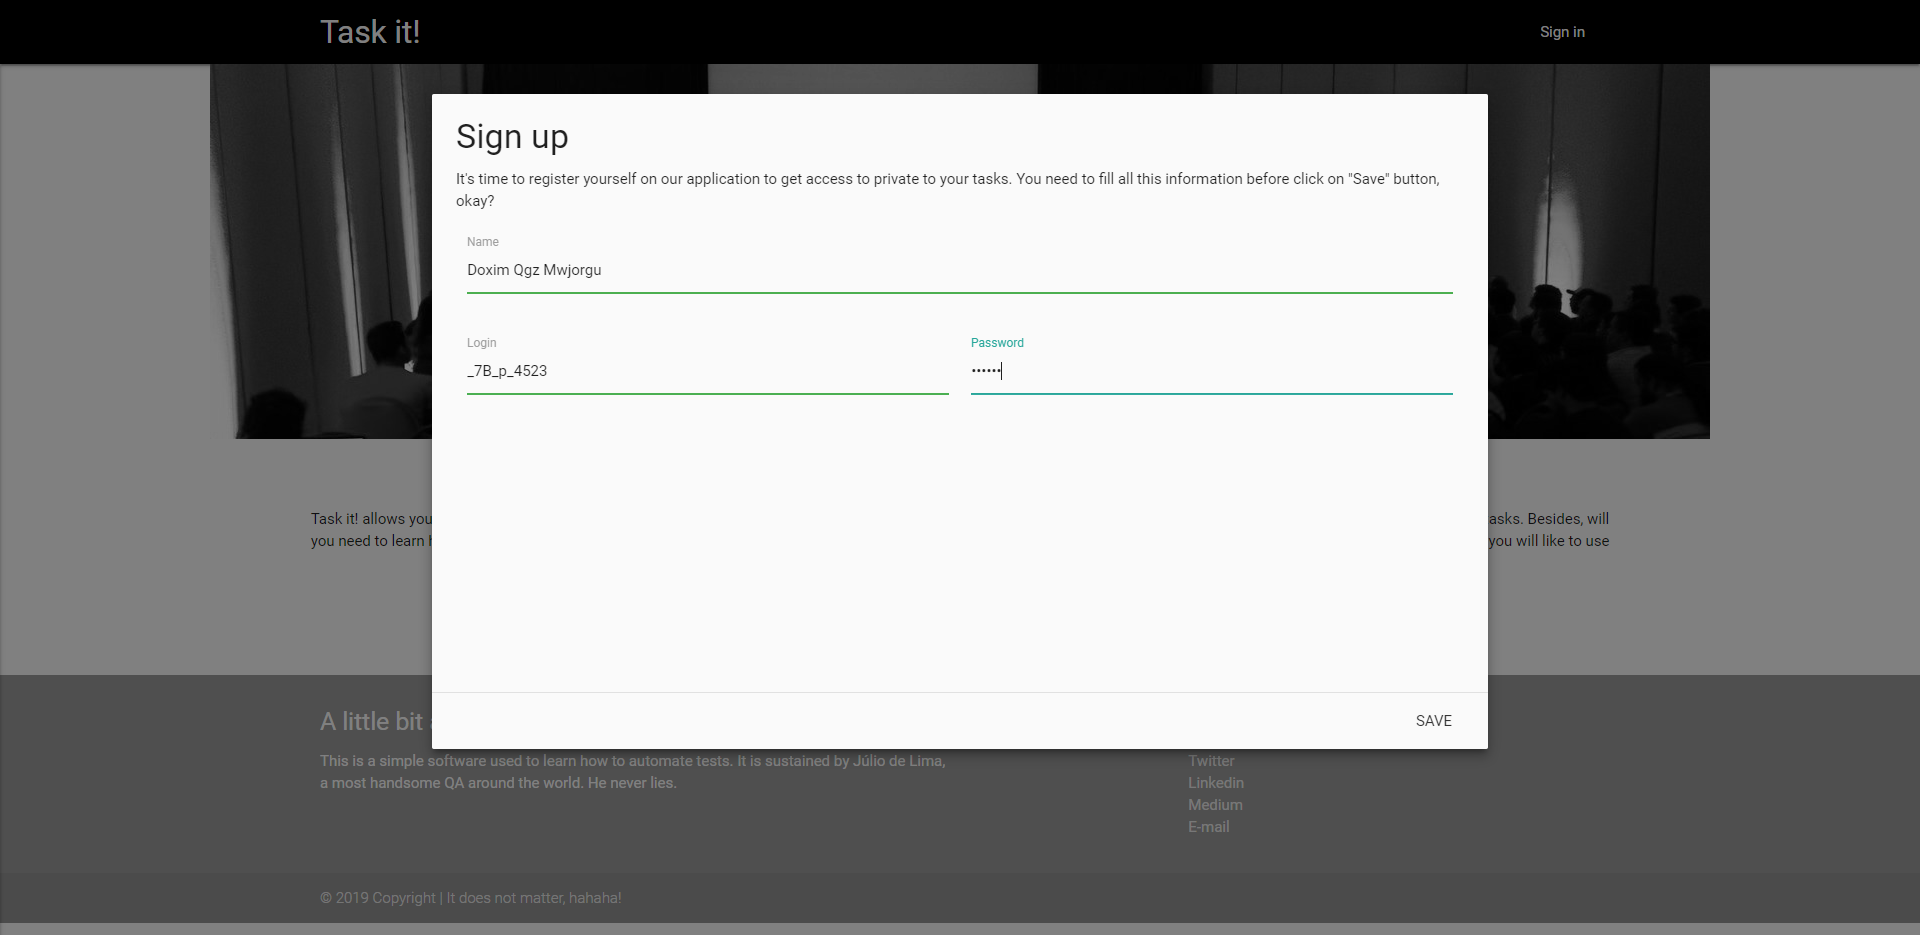 Task it!
Sign in
Sign up
It's time to register yourself on our application to get access to private to your tasks. You need to fill all this information before click on "Save" button,
okay?
Name
Doxim Qgz Mwjorgu
Login
Password
_7B_p_4523
••••••
Task it! allows you
asks. Besides, will
you need to learn
you will like to use
SAVE
A little bit
This is a simple software used to learn how to automate tests. It is sustained by Júlio de Lima,
a most handsome QA around the world. He never lies.
Twitter
Linkedin
Medium
E-mail
© 2019 Copyright | It does not matter, hahaha!